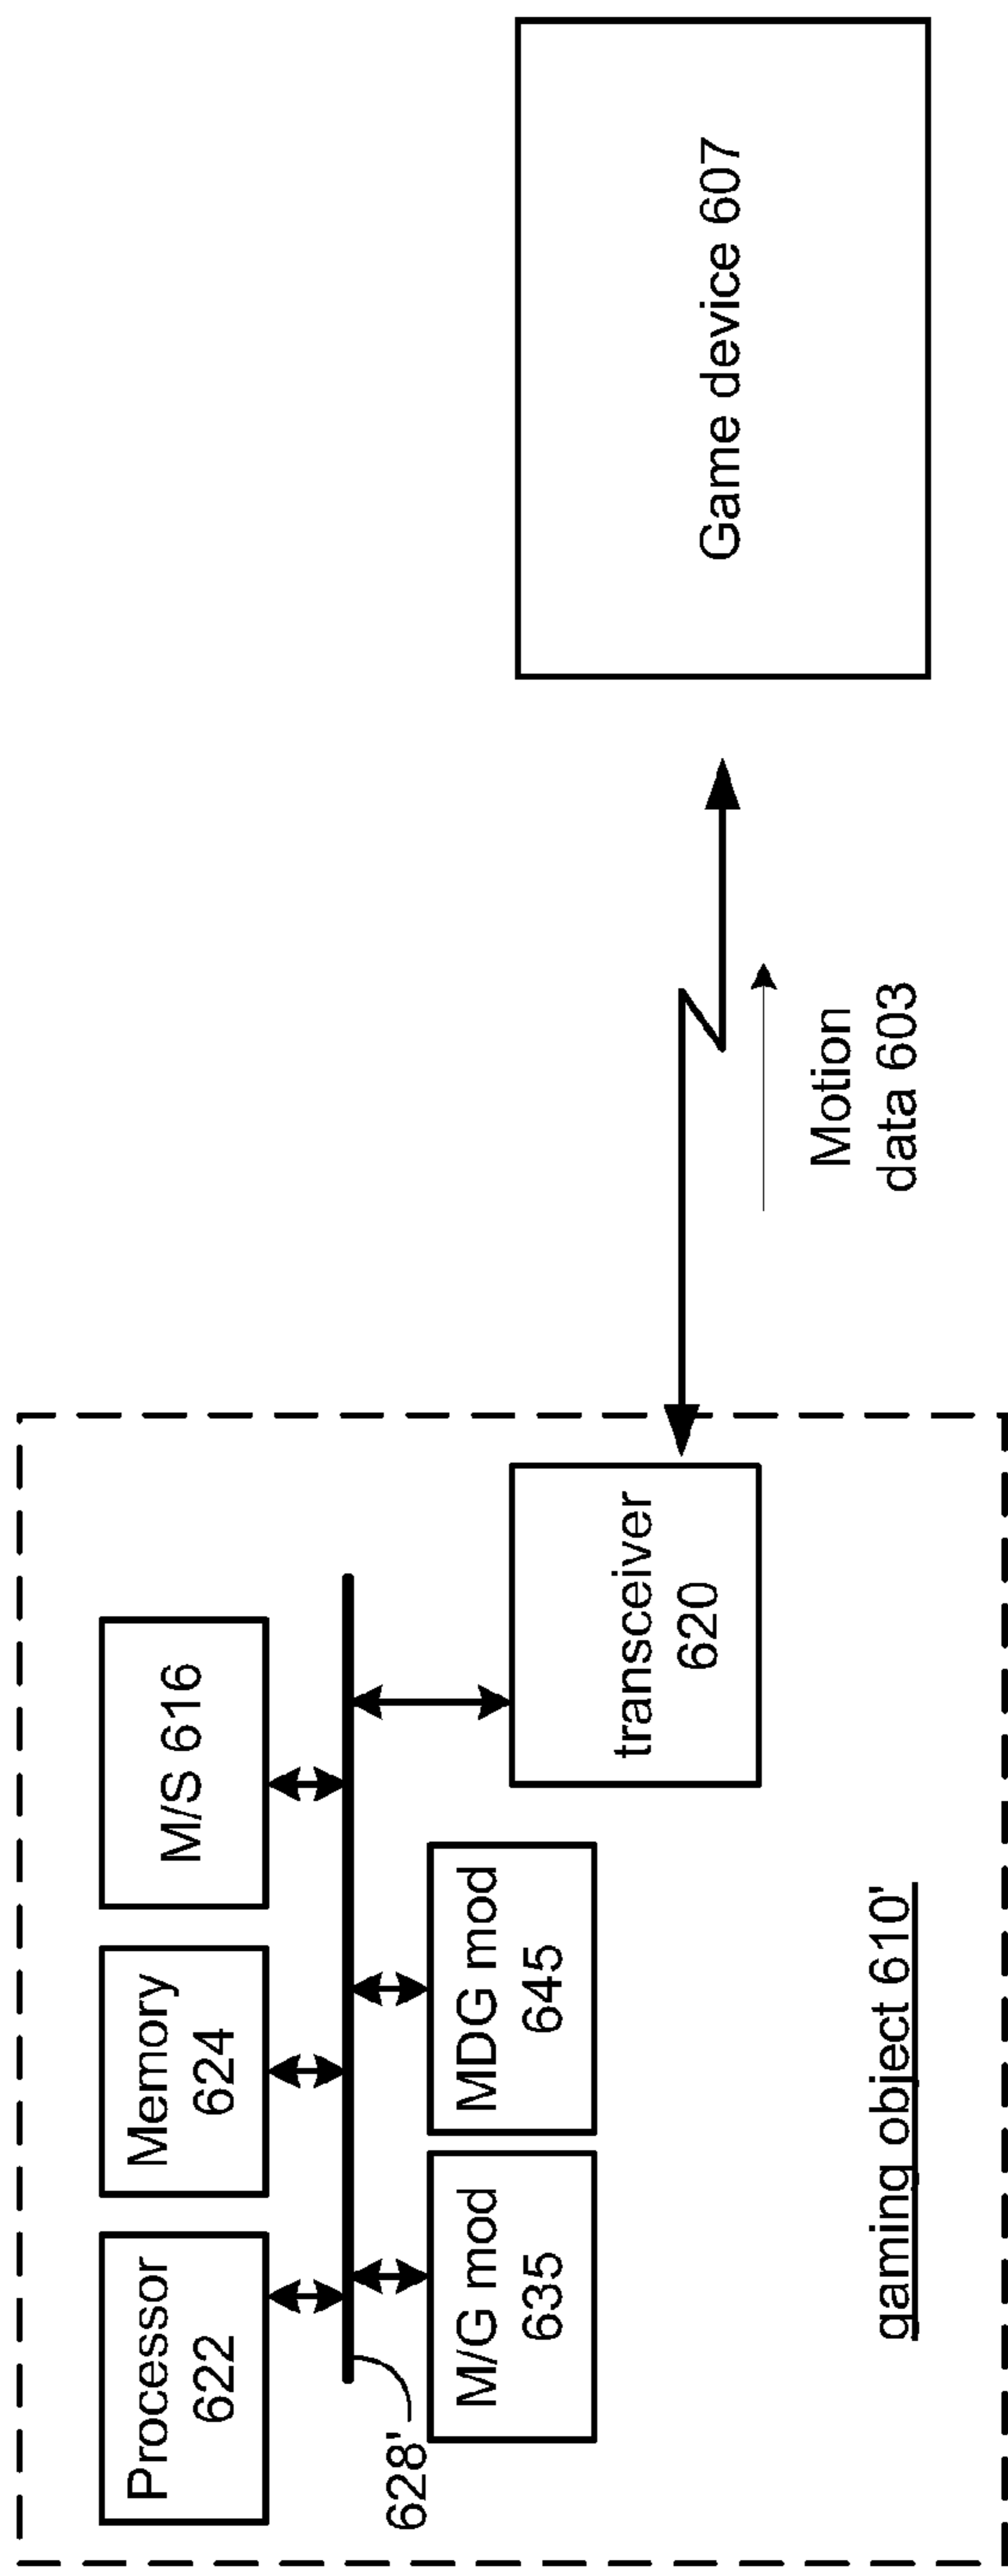 Processor
622
Memory
624
M/S 616
628'
M/G mod
635
MDG mod
645
transceiver
620
gaming object 610'
Motion
data 603
Game device 607